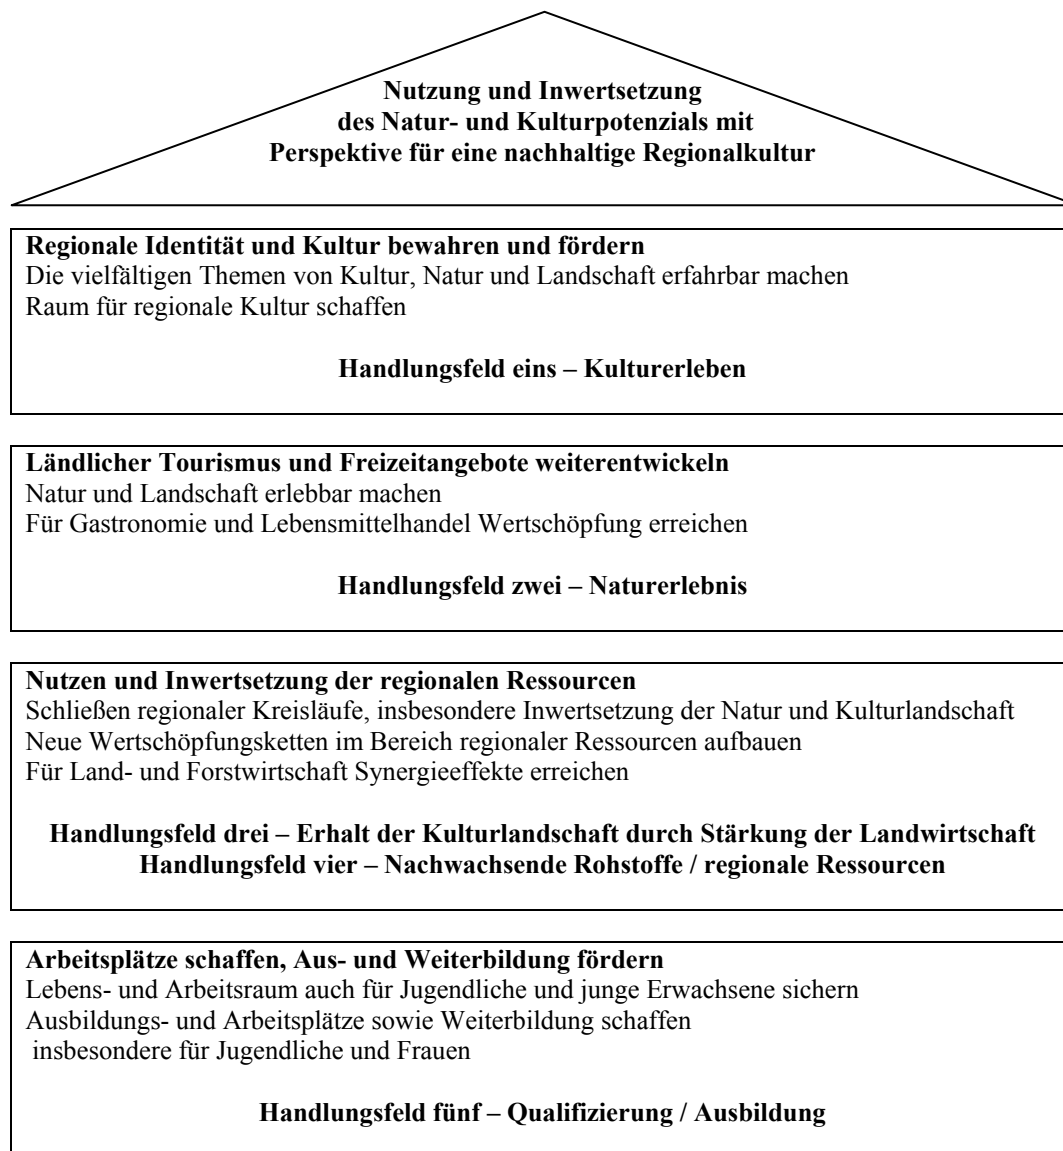 Nutzung und Inwertsetzung
des Natur- und Kulturpotenzials mit
Perspektive für eine nachhaltige Regionalkultur
Regionale Identität und Kultur bewahren und fördern
Die vielfältigen Themen von Kultur, Natur und Landschaft erfahrbar machen
Raum für regionale Kultur schaffen
Handlungsfeld eins – Kulturerleben
Ländlicher Tourismus und Freizeitangebote weiterentwickeln
Natur und Landschaft erlebbar machen
Für Gastronomie und Lebensmittelhandel Wertschöpfung erreichen
Handlungsfeld zwei – Naturerlebnis
Nutzen und Inwertsetzung der regionalen Ressourcen
Schließen regionaler Kreisläufe, insbesondere Inwertsetzung der Natur und Kulturlandschaft
Neue Wertschöpfungsketten im Bereich regionaler Ressourcen aufbauen
Für Land- und Forstwirtschaft Synergieeffekte erreichen
Handlungsfeld drei – Erhalt der Kulturlandschaft durch Stärkung der Landwirtschaft
Handlungsfeld vier – Nachwachsende Rohstoffe / regionale Ressourcen
Arbeitsplätze schaffen, Aus- und Weiterbildung fördern
Lebens- und Arbeitsraum auch für Jugendliche und junge Erwachsene sichern
Ausbildungs- und Arbeitsplätze sowie Weiterbildung schaffen
insbesondere für Jugendliche und Frauen
Handlungsfeld fünf – Qualifizierung / Ausbildung